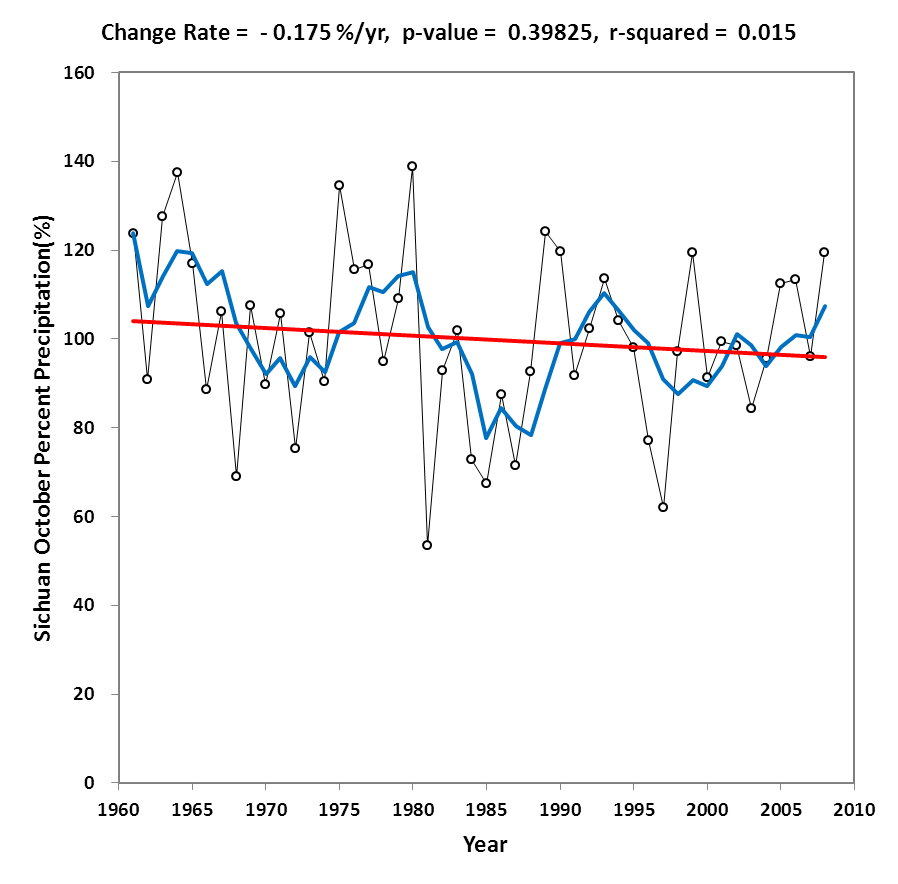 Change Rate = - 0.175 %/yr, p-value = 0.39825, r-squared = 0.015
160
140
120
100
80
60
40
20
0
Sichuan October Percent Precipitation(%)
1960 1965 1970 1975 1980 1985 1990 1995 2000 2005 2010
Year